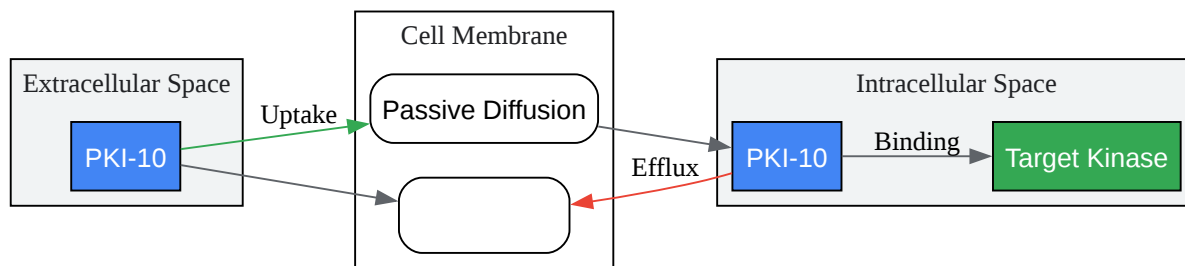 Cell Membrane
Extracellular Space
Intracellular Space
Uptake
Passive Diffusion
PKI-10
Efflux
PKI-10
Binding
Target Kinase